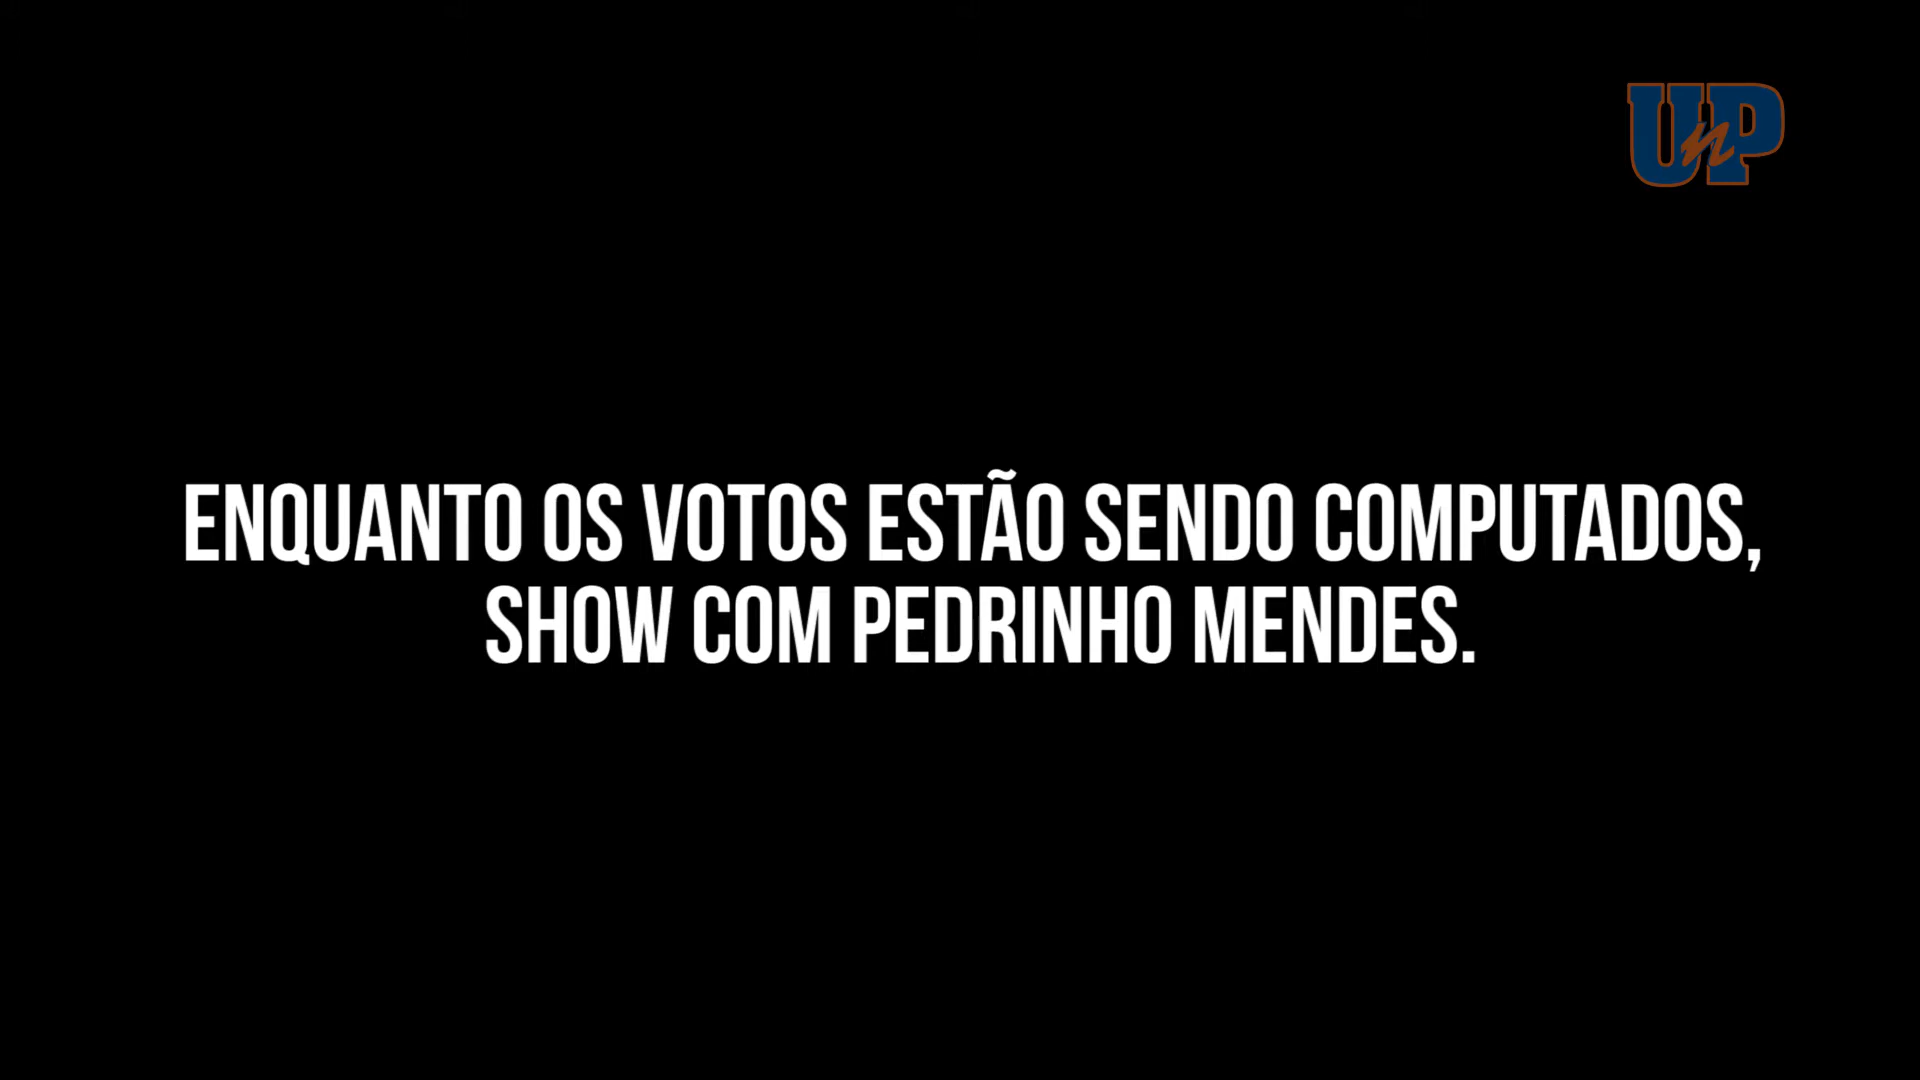 UnP
ENQUANTO OS VOTOS ESTÃO SENDO COMPUTADOS,
SHOW COM PEDRINHO MENDES.